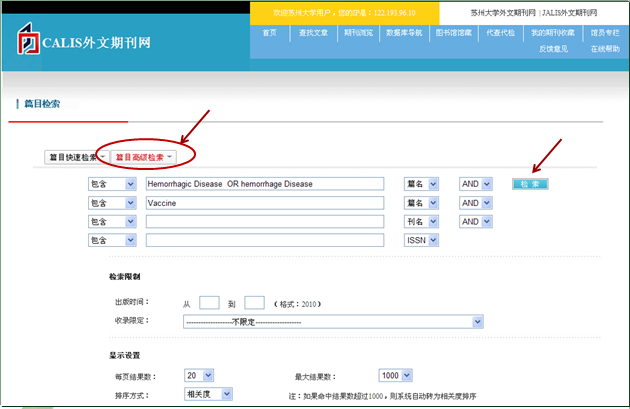 欢迎苏州大学用户，您的IP是：122.193.96.10
苏州大学外文期刊网 | JALIS外文期刊网
CALIS外文期刊网
首页 查找文章 期刊浏览 数据库导航 图书馆馆藏 代查代检 我的期刊收藏 馆员专栏
反馈意见 在线帮助
篇目检索
篇目快速检索 篇目高级检索
包含 Hemorrhagic Disease OR hemorrhage Disease 篇名 AND 检 索
包含 Vaccine 篇名 AND
包含 刊名 AND
包含 ISSN
检索限制
出版时间： 从 到 （格式：2010）
收录限定： -------------------不限定-------------------
显示设置
每页结果数： 20 最大结果数： 1000
排序方式： 相关度 注：如果命中结果数超过1000，则系统自动转为相关度排序